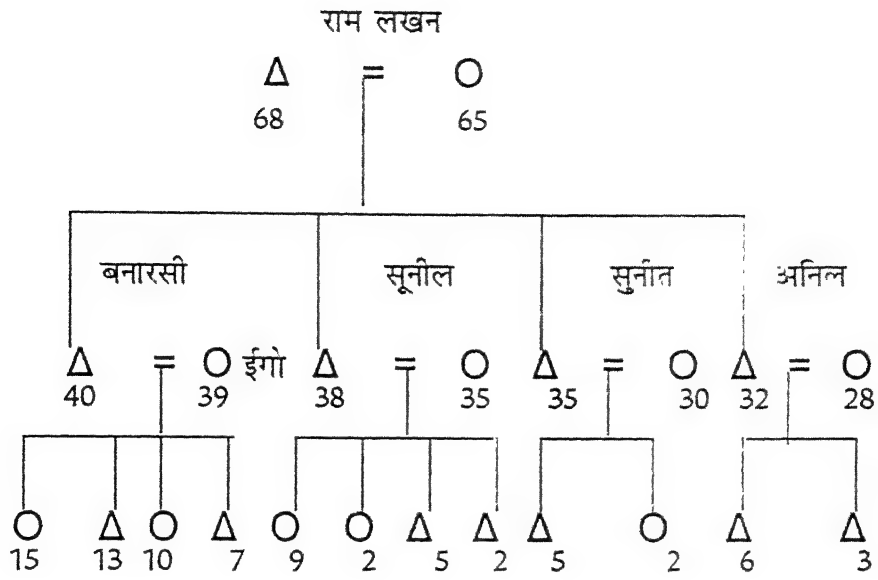 राम लखन
Δ = O
68 65
बनारसी सूनील सुनीत अनिल
Δ = O ईगो Δ = O Δ = O Δ = O
40 39 38 35 35 30 32 28
O Δ O Δ O O Δ Δ Δ O Δ Δ
15 13 10 7 9 2 5 2 5 2 6 3